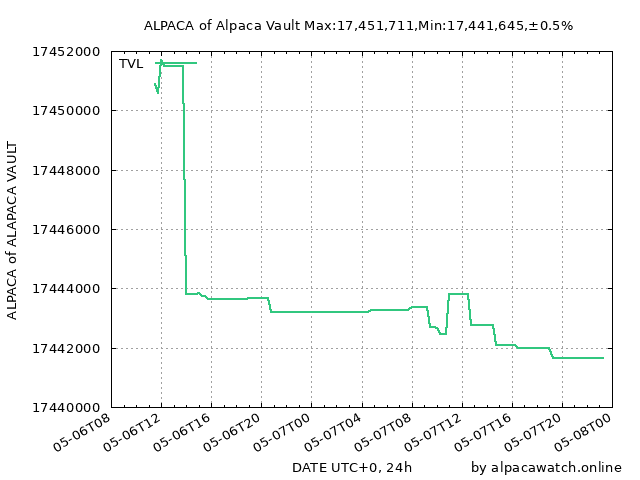 ALPACA of Alpaca Vault Max:17,451,711,Min:17,441,645,±0.5%
17452000
TVL
17450000
17448000
17446000
17444000
17442000
17440000
ALPACA of ALAPACA VAULT
05-06T08
05-06T12
05-06T16
05-06T20
05-07T00
05-07T04
05-07T08
05-07T12
05-07T16
05-07T20
05-08T00
DATE UTC+0, 24h
by alpacawatch.online